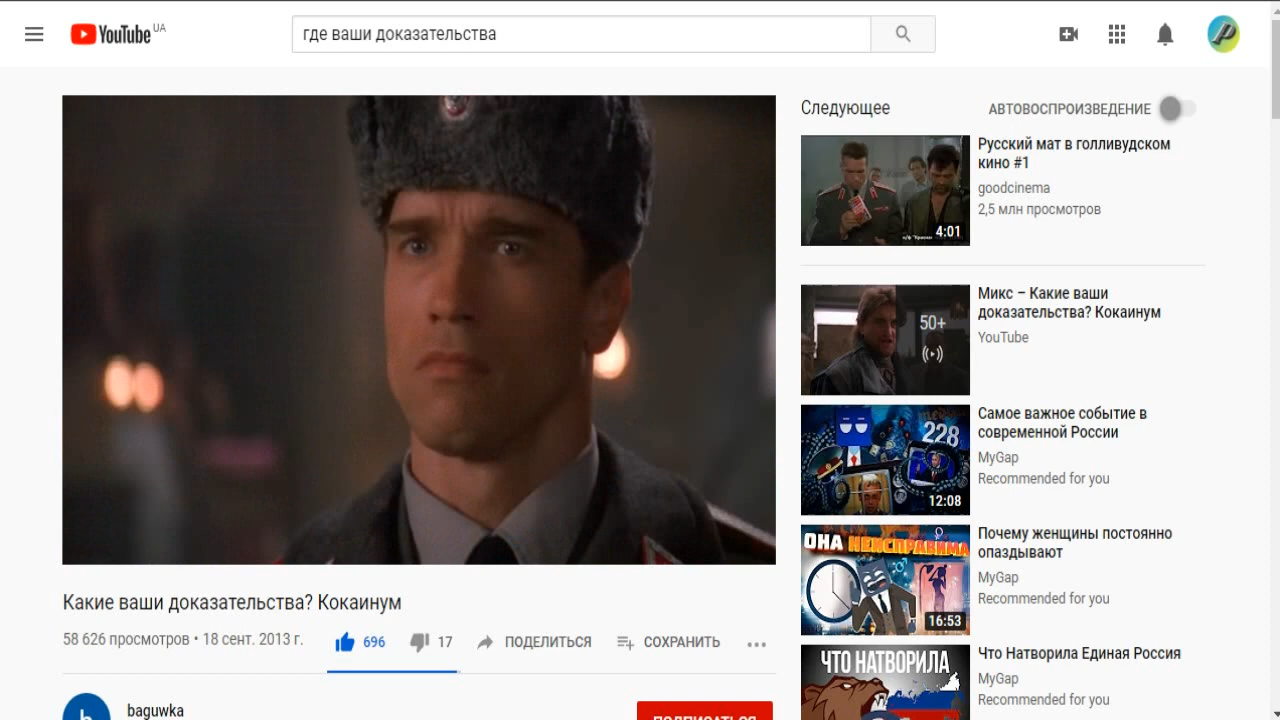 YouTube UA
где ваши доказательства
Следующее
АВТОВОСПРОИЗВЕДЕНИЕ
Русский мат в голливудском
кино #1
goodcinema
2,5 млн просмотров
4:01
Микс – Какие ваши
доказательства? Кокаинум
YouTube
50+
Самое важное событие в
современной России
MyGap
Recommended for you
228
12:08
Почему женщины постоянно
опаздывают
MyGap
Recommended for you
ОНА НЕИСПРАВИМА
16:53
Что Натворила Единая Россия
MyGap
Recommended for you
ЧТО НАТВОРИЛА
Какие ваши доказательства? Кокаинум
58 626 просмотров • 18 сент. 2013 г.
696
17
ПОДЕЛИТЬСЯ
СОХРАНИТЬ
baguwka
ПОДПИСАТЬСЯ